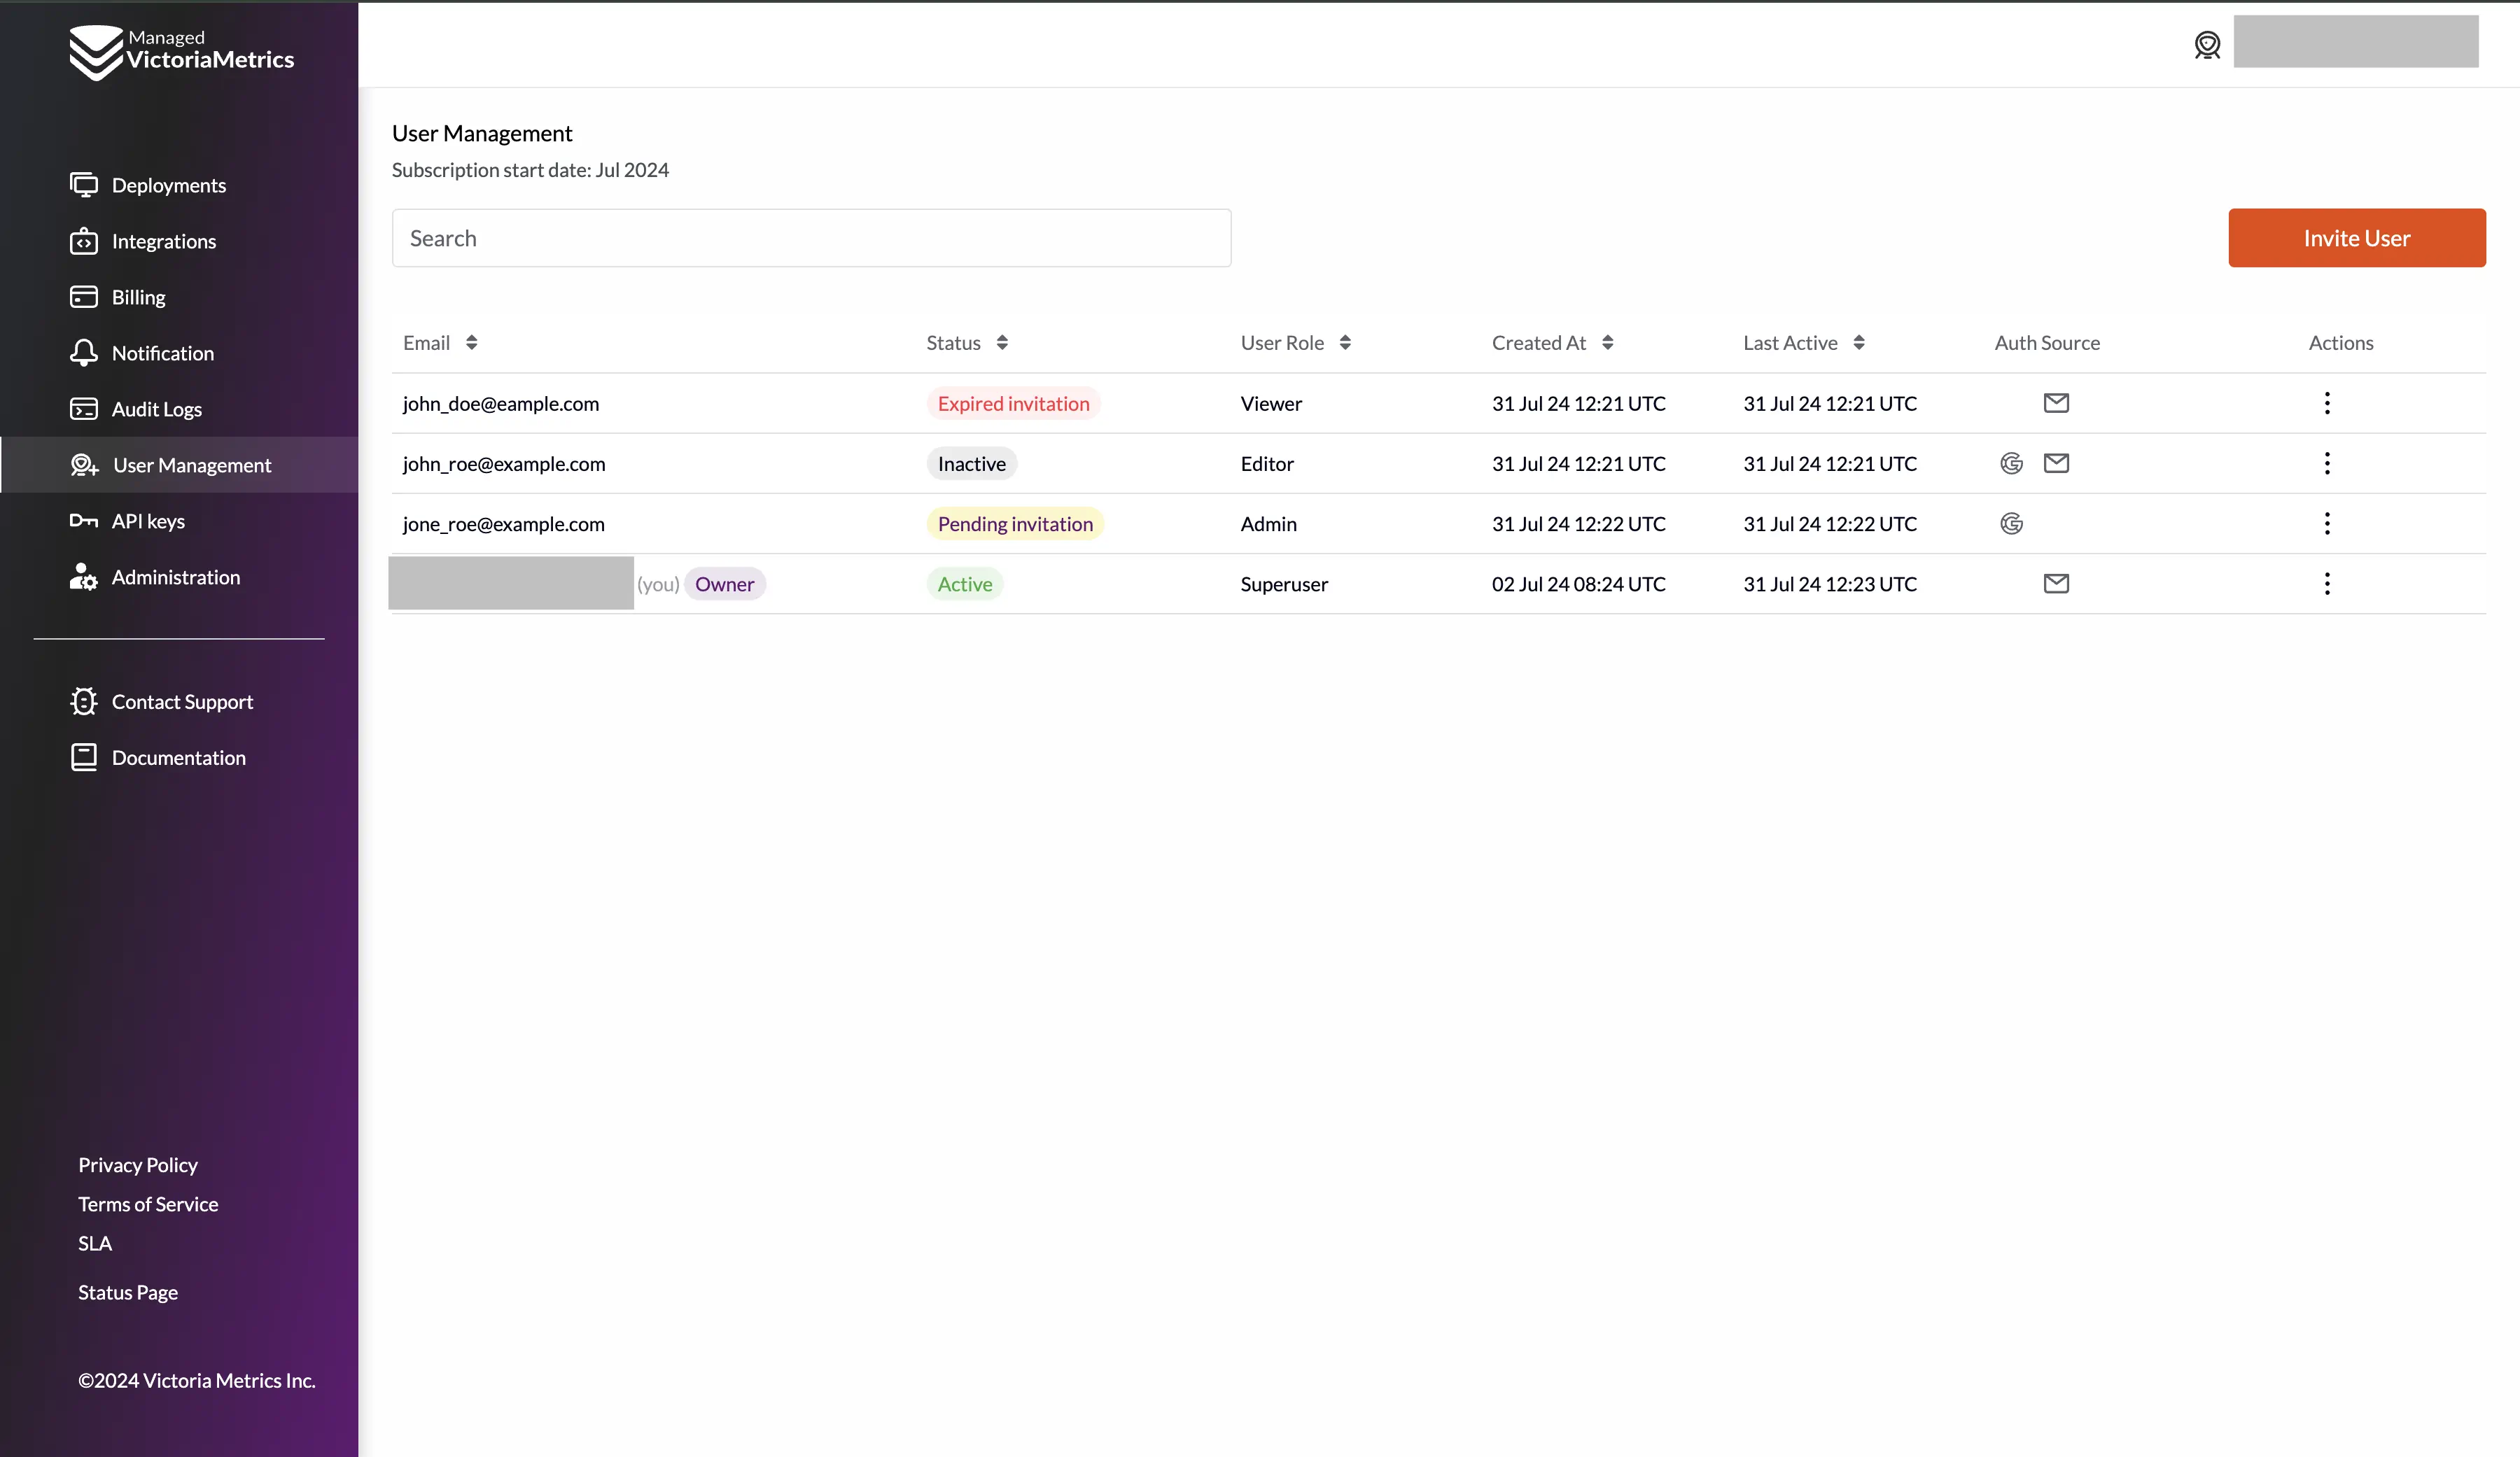 Managed
VictoriaMetrics
Deployments
Integrations
Billing
Notification
Audit Logs
User Management
API keys
Administration
Contact Support
Documentation
Privacy Policy
Terms of Service
SLA
Status Page
©2024 Victoria Metrics Inc.
User Management
Subscription start date: Jul 2024
Search
Invite User
Email Status User Role Created At Last Active Auth Source Actions
john_doe@eample.com Expired invitation Viewer 31 Jul 24 12:21 UTC 31 Jul 24 12:21 UTC
john_roe@example.com Inactive Editor 31 Jul 24 12:21 UTC 31 Jul 24 12:21 UTC
jone_roe@example.com Pending invitation Admin 31 Jul 24 12:22 UTC 31 Jul 24 12:22 UTC
(you) Owner Active Superuser 02 Jul 24 08:24 UTC 31 Jul 24 12:23 UTC